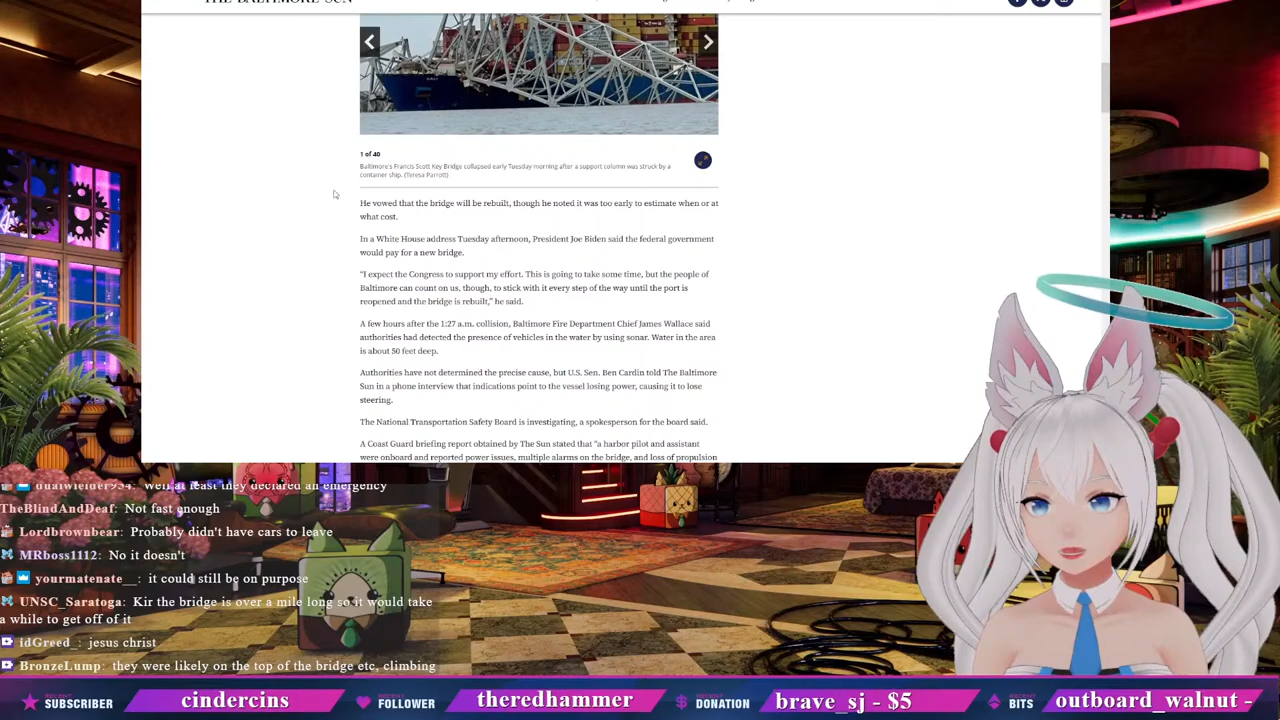 THE BALTIMORE SUN
1 of 40
Baltimore's Francis Scott Key Bridge collapsed early Tuesday morning after a support column was struck by a
container ship. (Teresa Parrott)
He vowed that the bridge will be rebuilt, though he noted it was too early to estimate when or at
what cost.
In a White House address Tuesday afternoon, President Joe Biden said the federal government
would pay for a new bridge.
“I expect the Congress to support my effort. This is going to take some time, but the people of
Baltimore can count on us, though, to stick with it every step of the way until the port is
reopened and the bridge is rebuilt,” he said.
A few hours after the 1:27 a.m. collision, Baltimore Fire Department Chief James Wallace said
authorities had detected the presence of vehicles in the water by using sonar. Water in the area
is about 50 feet deep.
Authorities have not determined the precise cause, but U.S. Sen. Ben Cardin told The Baltimore
Sun in a phone interview that indications point to the vessel losing power, causing it to lose
steering.
The National Transportation Safety Board is investigating, a spokesperson for the board said.
A Coast Guard briefing report obtained by The Sun stated that “a harbor pilot and assistant
were onboard and reported power issues, multiple alarms on the bridge, and loss of propulsion
dualwielder954: Well at least they declared an emergency
TheBlindAndDeaf: Not fast enough
Lordbrownbear: Probably didn't have cars to leave
MRboss1112: No it doesn't
yourmatenate__: it could still be on purpose
UNSC_Saratoga: Kir the bridge is over a mile long so it would take
a while to get off of it
idGreed_: jesus christ
BronzeLump: they were likely on the top of the bridge etc, climbing
RECENT SUBSCRIBER cindercins RECENT FOLLOWER theredhammer RECENT DONATION brave_sj - $5 RECENT BITS outboard_walnut -